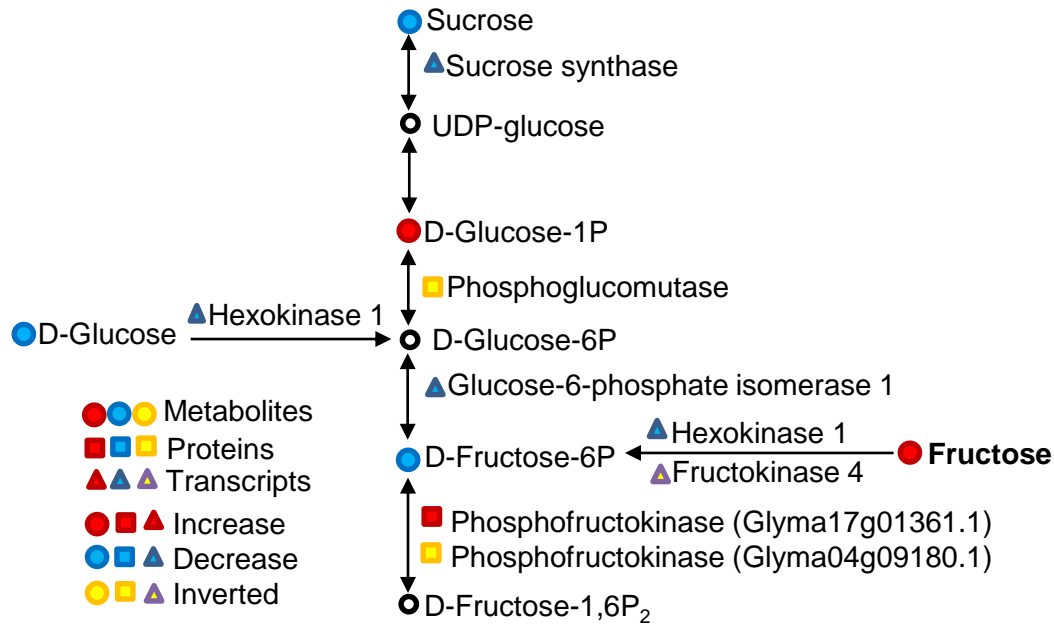 Sucrose
Sucrose synthase
UDP-glucose
D-Glucose-1P
Phosphoglucomutase
Hexokinase 1
D-Glucose
D-Glucose-6P
Glucose-6-phosphate isomerase 1
Metabolites
Proteins
Transcripts
Increase
Decrease
Inverted
Hexokinase 1
D-Fructose-6P
Fructose
Fructokinase 4
Phosphofructokinase (Glyma17g01361.1)
Phosphofructokinase (Glyma04g09180.1)
D-Fructose-1,6P₂